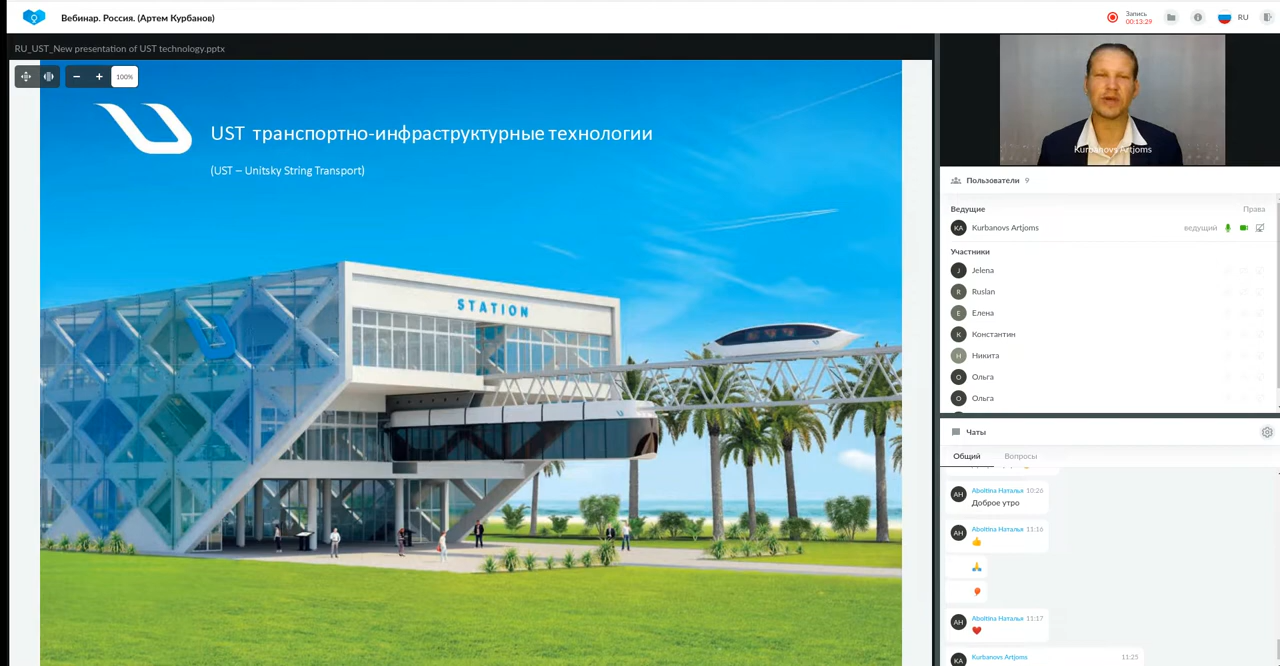 Вебинар. Россия. (Артем Курбанов)
Запись
00:13:29
RU
RU_UST_New presentation of UST technology.pptx
100%
UST транспортно-инфраструктурные технологии
(UST – Unitsky String Transport)
STATION
Kurbanovs Artjoms
Пользователи 9
Ведущие Права
KA Kurbanovs Artjoms ведущий
Участники
J Jelena
R Ruslan
Е Елена
К Константин
Н Никита
О Ольга
О Ольга
Чаты
Общий Вопросы
АН Aboltina Наталья 10:26
Доброе утро
АН Aboltina Наталья 11:16
👍
🙏
🎈
АН Aboltina Наталья 11:17
❤️
KA Kurbanovs Artjoms 11:25